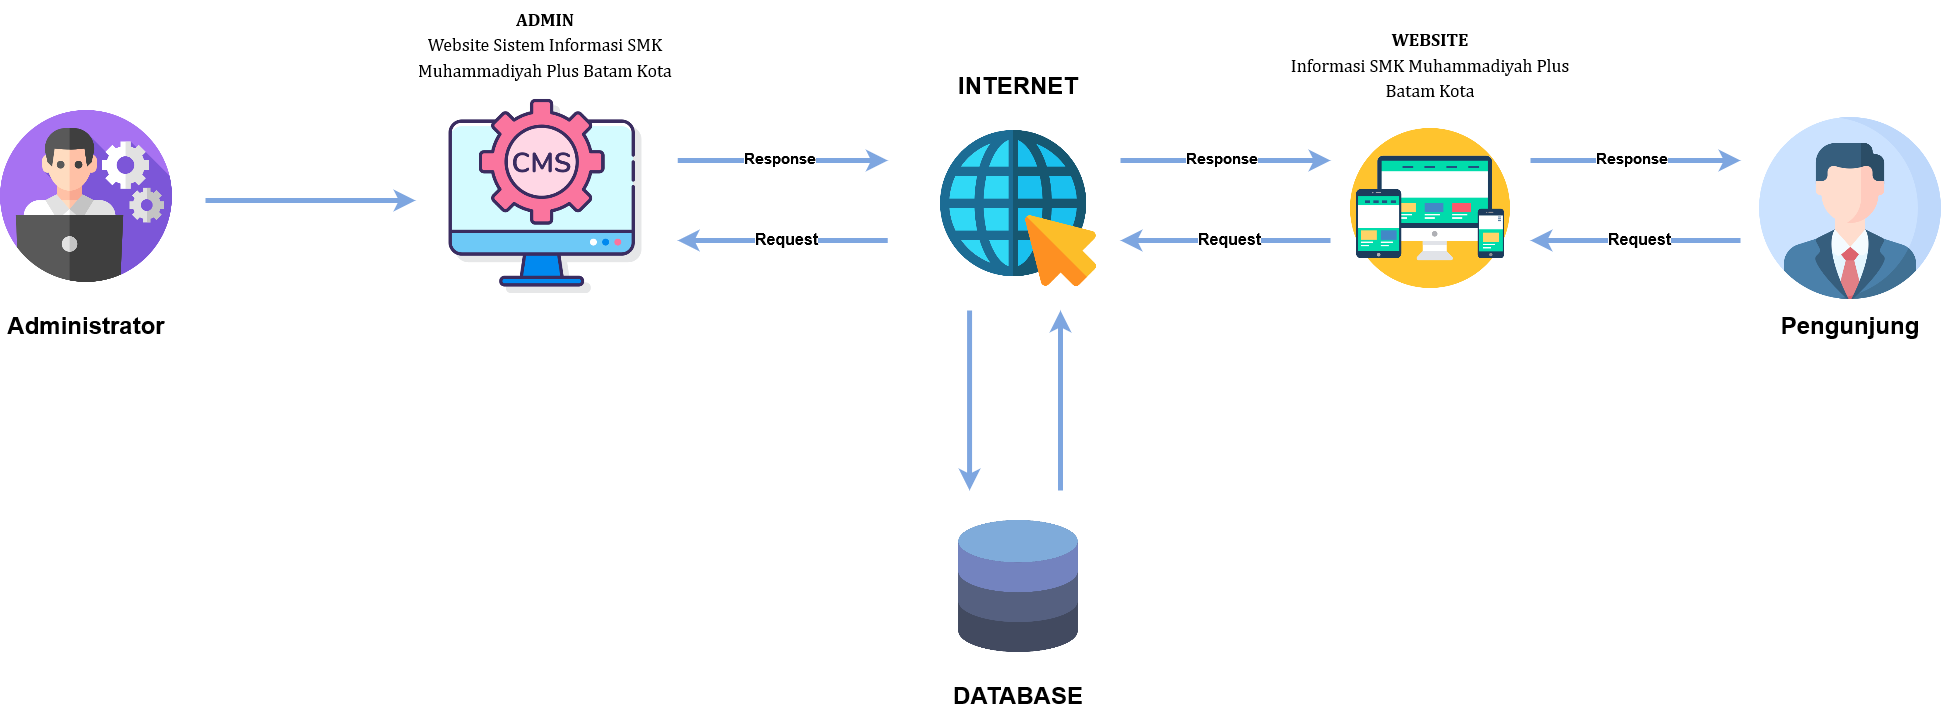 ADMIN
Website Sistem Informasi SMK
Muhammadiyah Plus Batam Kota
WEBSITE
Informasi SMK Muhammadiyah Plus
Batam Kota
INTERNET
CMS
Response
Response
Response
Request
Request
Request
Administrator
Pengunjung
DATABASE